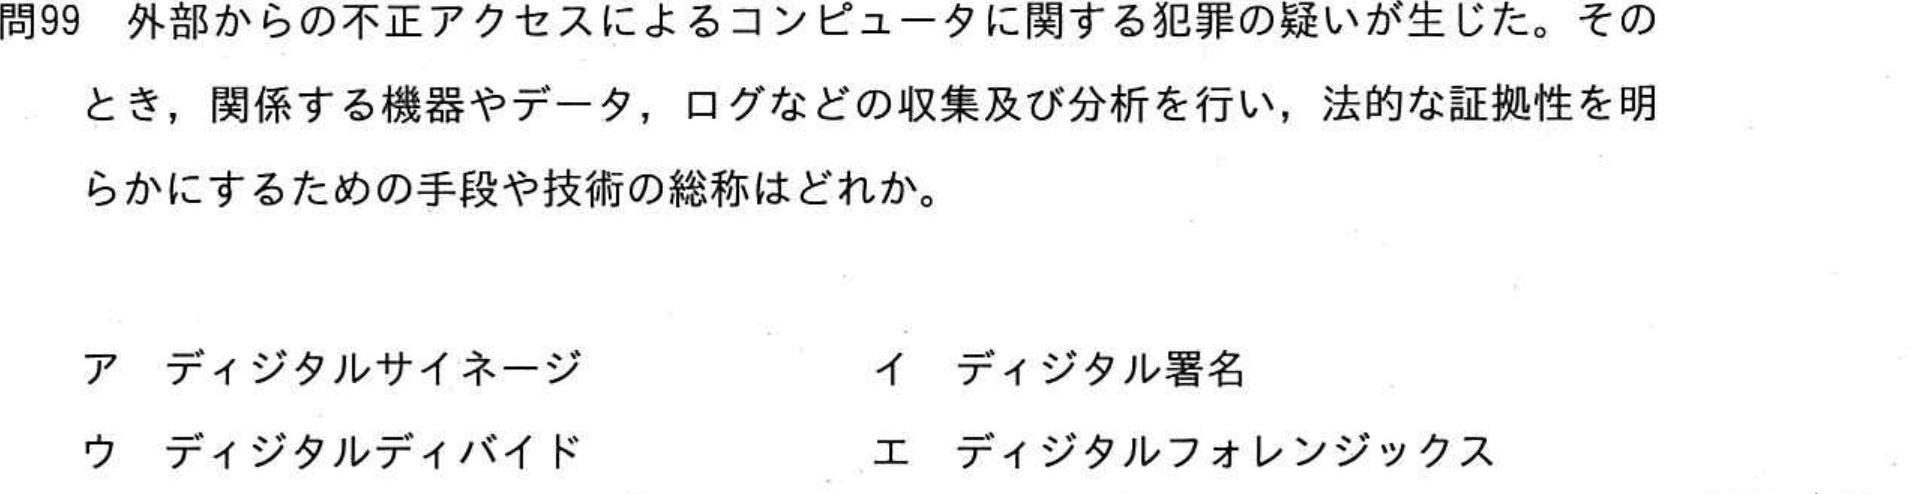 問99 外部からの不正アクセスによるコンピュータに関する犯罪の疑いが生じた。その
とき，関係する機器やデータ，ログなどの収集及び分析を行い，法的な証拠性を明
らかにするための手段や技術の総称はどれか。
ア ディジタルサイネージ イ ディジタル署名
ウ ディジタルディバイド エ ディジタルフォレンジックス